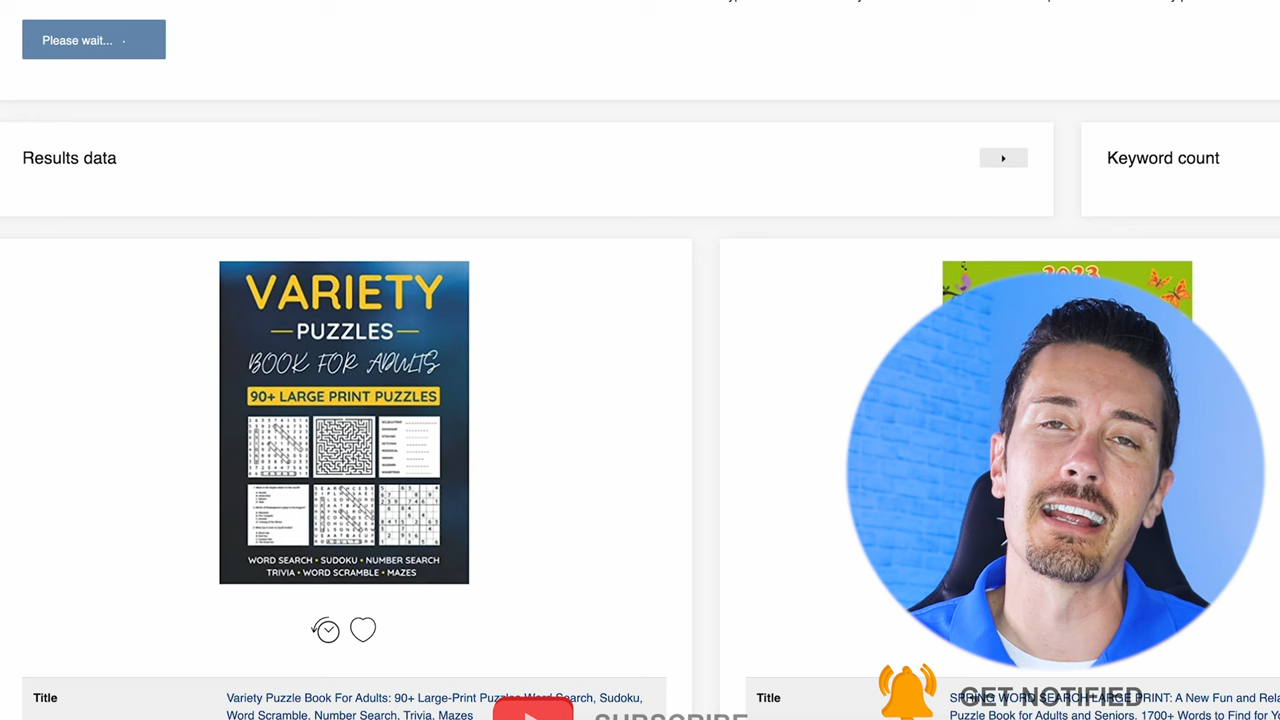 Please wait... .
Results data
Keyword count
VARIETY
PUZZLES
BOOK FOR ADULTS
90+ LARGE PRINT PUZZLES
WORD SEARCH • SUDOKU • NUMBER SEARCH
TRIVIA • WORD SCRAMBLE • MAZES
2023
Title
Variety Puzzle Book For Adults: 90+ Large-Print Puzzles Word Search, Sudoku,
Word Scramble, Number Search, Trivia, Mazes
Title
SPRING WORD SEARCH LARGE PRINT: A New Fun and Rela
Puzzle Book for Adults and Seniors. 1700+ Words to Find for Y
GET NOTIFIED
SUBSCRIBE